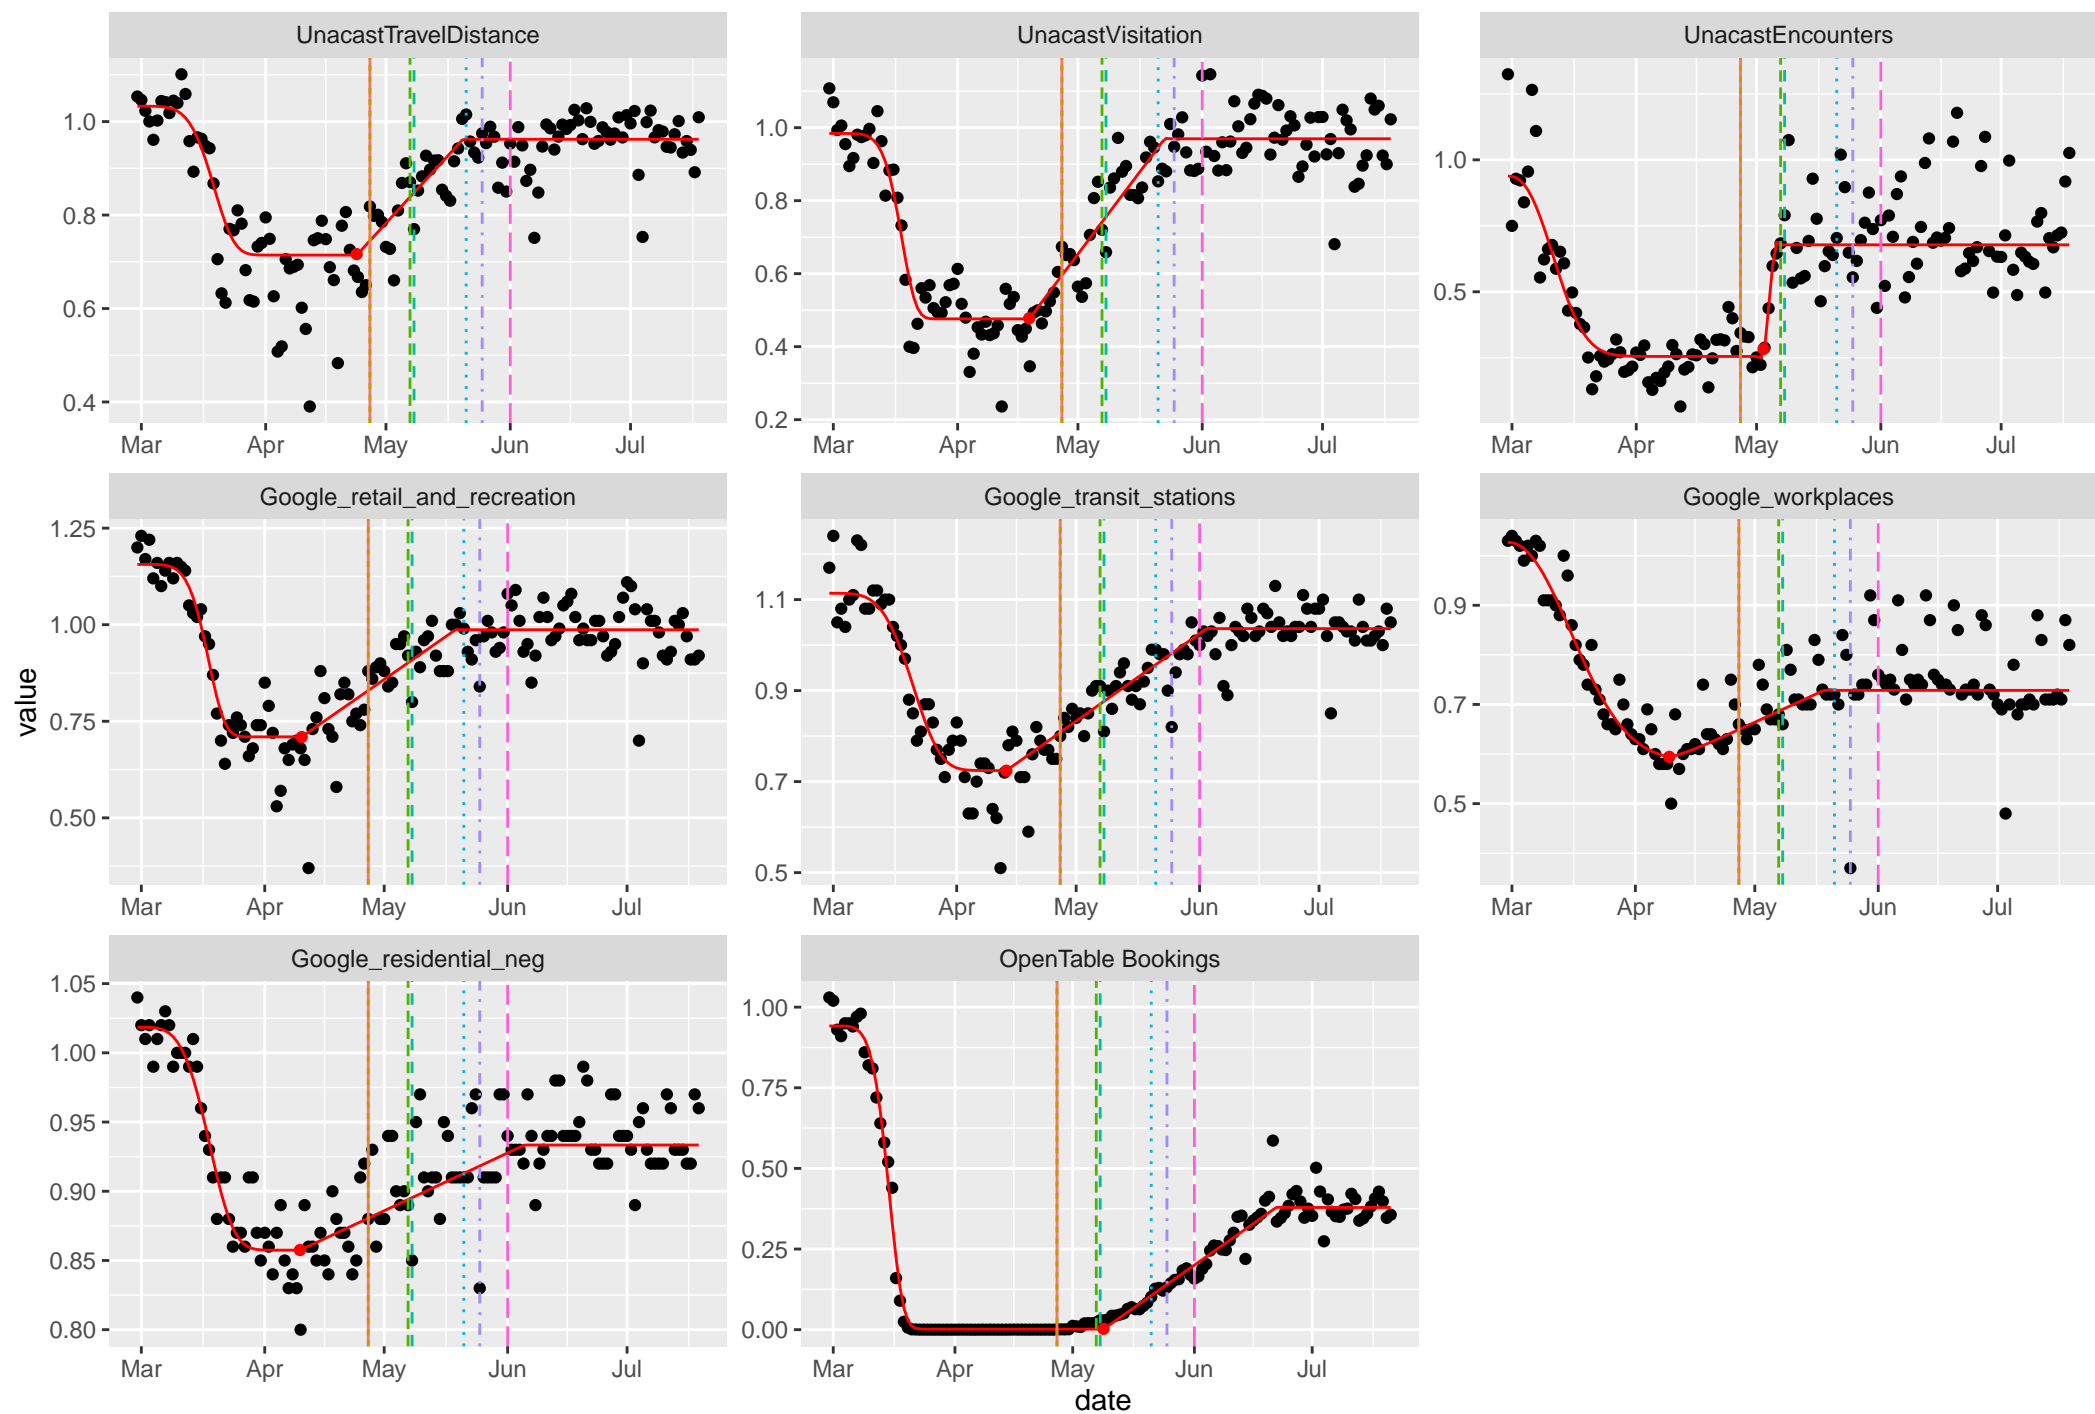 UnacastTravelDistance UnacastVisitation UnacastEncounters
1.0
0.8
0.6
0.4
Mar Apr May Jun Jul
1.0
0.8
0.6
0.4
0.2
Mar Apr May Jun Jul
1.0
0.5
Mar Apr May Jun Jul
Google_retail_and_recreation Google_transit_stations Google_workplaces
value
1.25
1.00
0.75
0.50
Mar Apr May Jun Jul
1.1
0.9
0.7
0.5
Mar Apr May Jun Jul
0.9
0.7
0.5
Mar Apr May Jun Jul
Google_residential_neg OpenTable Bookings
1.05
1.00
0.95
0.90
0.85
0.80
Mar Apr May Jun Jul
1.00
0.75
0.50
0.25
0.00
Mar Apr May Jun Jul
date